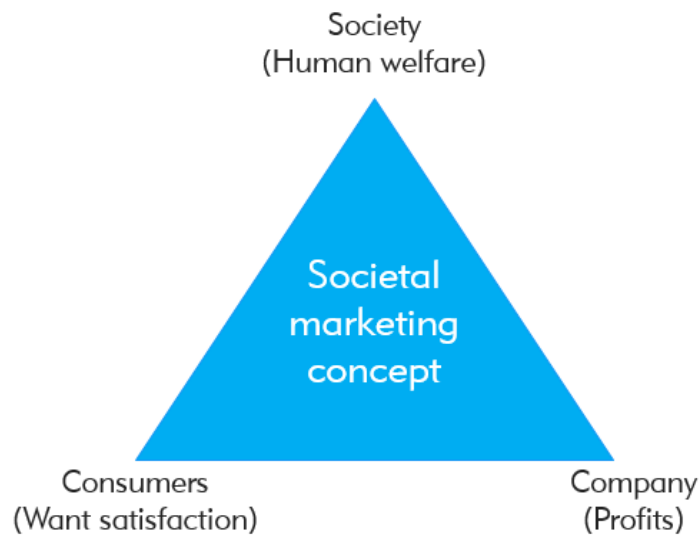 Society
(Human welfare)
Societal
marketing
concept
Consumers
(Want satisfaction)
Company
(Profits)